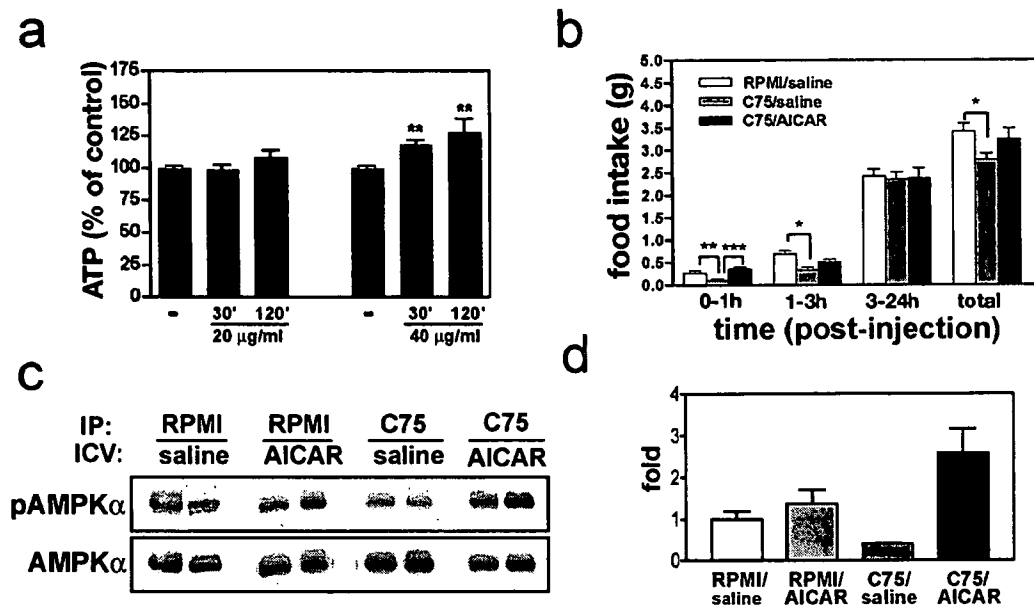 a
ATP (% of control)
175
150
125
100
75
50
25
0
** **
- 30' 120' - 30' 120'
20 µg/ml 40 µg/ml
b
food intake (g)
5.0
4.5
4.0
3.5
3.0
2.5
2.0
1.5
1.0
0.5
0.0
RPMI/saline
C75/saline
C75/AICAR
** *** * *
0-1h 1-3h 3-24h total
time (post-injection)
c
IP: RPMI RPMI C75 C75
ICV: saline AICAR saline AICAR
pAMPKα
AMPKα
d
fold
4
3
2
1
0
RPMI/ RPMI/ C75/ C75/
saline AICAR saline AICAR